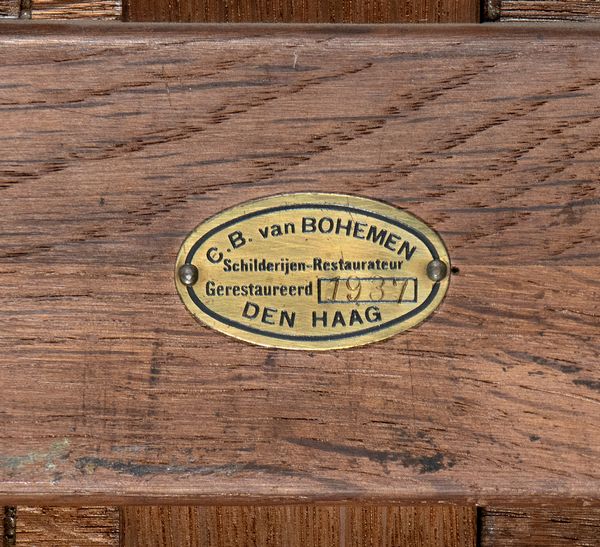 C.B. van BOHEMEN
Schilderijen-Restaurateur
Gerestaureerd 1937
DEN HAAG